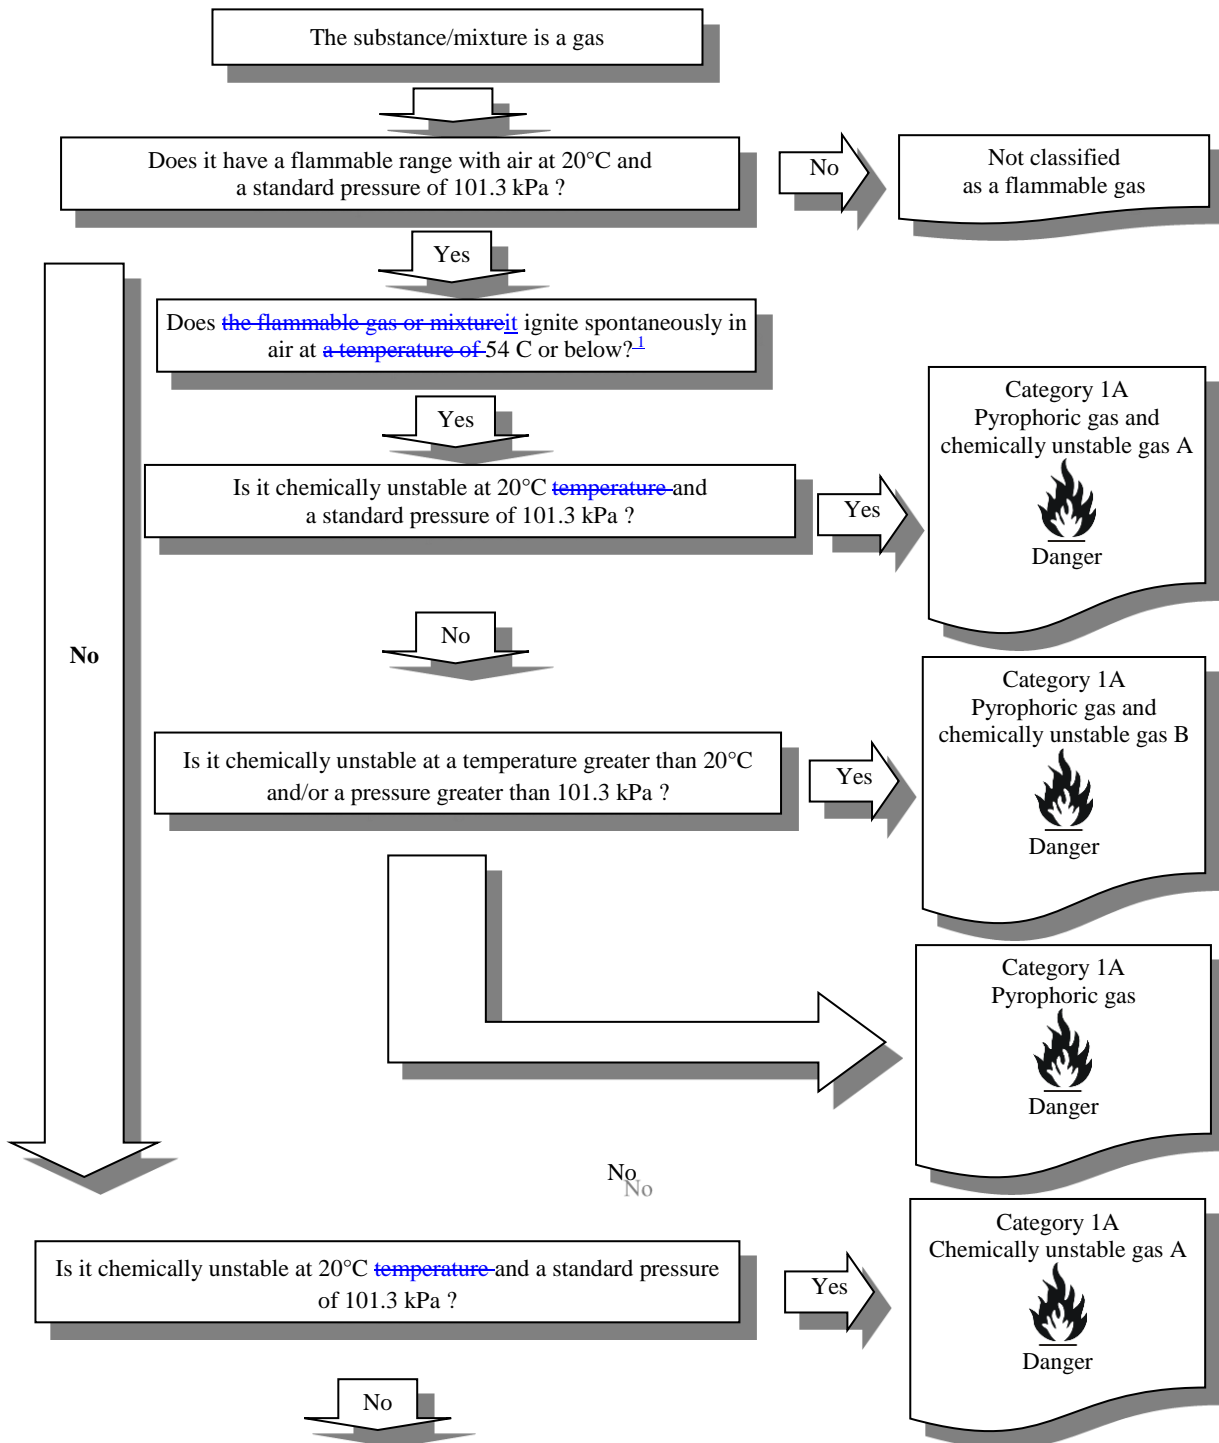 The substance/mixture is a gas
Does it have a flammable range with air at 20°C and
a standard pressure of 101.3 kPa ?
No
Not classified
as a flammable gas
Yes
Does the flammable gas or mixtureit ignite spontaneously in
air at a temperature of 54 C or below?1
Yes
Is it chemically unstable at 20°C temperature and
a standard pressure of 101.3 kPa ?
Yes
Category 1A
Pyrophoric gas and
chemically unstable gas A
Danger
No
No
Is it chemically unstable at a temperature greater than 20°C
and/or a pressure greater than 101.3 kPa ?
Yes
Category 1A
Pyrophoric gas and
chemically unstable gas B
Danger
Category 1A
Pyrophoric gas
Danger
No
No
Is it chemically unstable at 20°C temperature and a standard pressure
of 101.3 kPa ?
Yes
Category 1A
Chemically unstable gas A
Danger
No